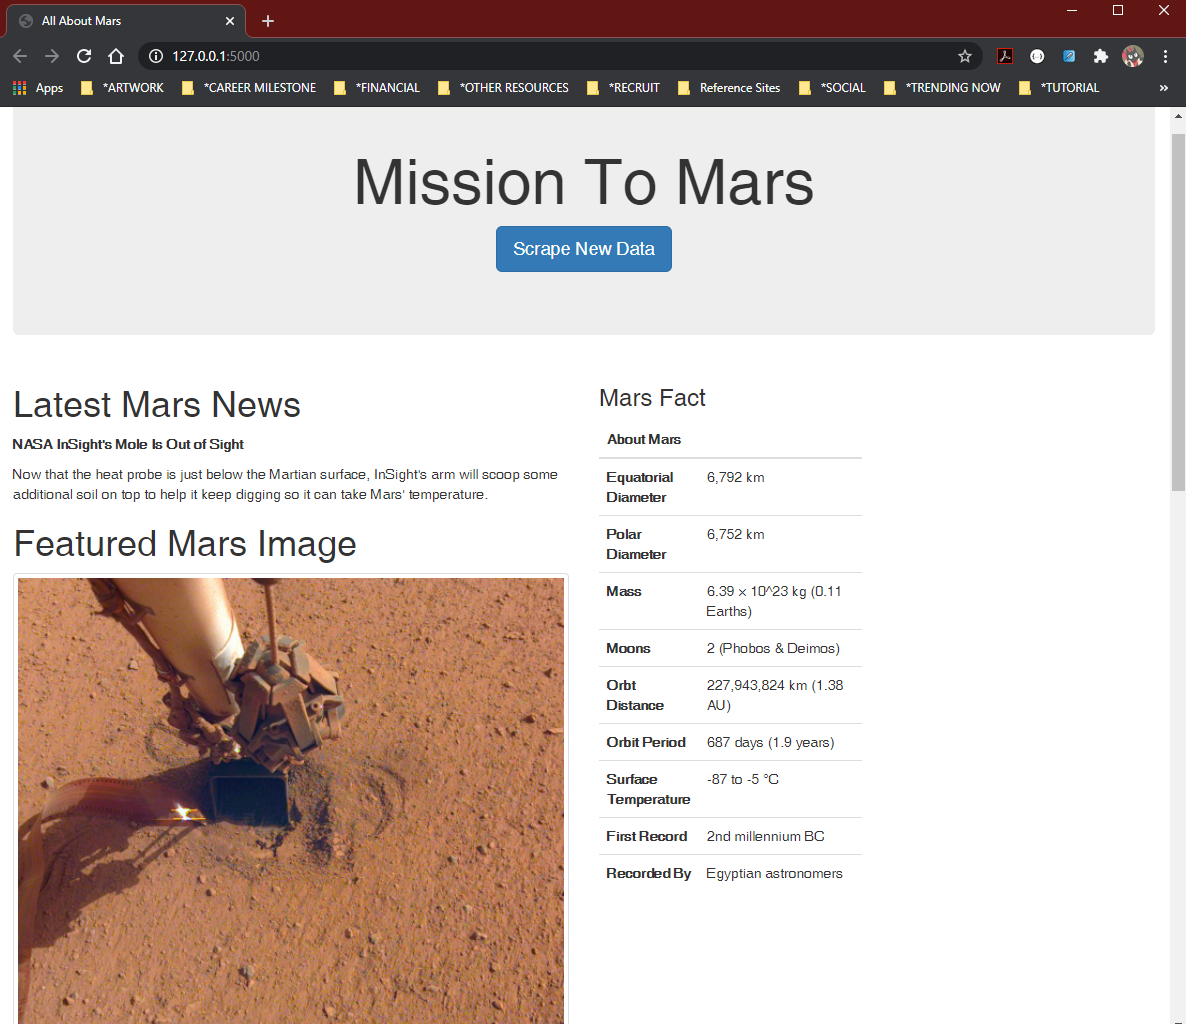 All About Mars
127.0.0.1:5000
Apps *ARTWORK *CAREER MILESTONE *FINANCIAL *OTHER RESOURCES *RECRUIT Reference Sites *SOCIAL *TRENDING NOW *TUTORIAL »
Mission To Mars
Scrape New Data
Latest Mars News
NASA InSight's Mole Is Out of Sight
Now that the heat probe is just below the Martian surface, InSight's arm will scoop some
additional soil on top to help it keep digging so it can take Mars' temperature.
Featured Mars Image
Mars Fact
About Mars
Equatorial 6,792 km
Diameter
Polar 6,752 km
Diameter
Mass 6.39 × 10^23 kg (0.11
Earths)
Moons 2 (Phobos & Deimos)
Orbt 227,943,824 km (1.38
Distance AU)
Orbit Period 687 days (1.9 years)
Surface -87 to -5 °C
Temperature
First Record 2nd millennium BC
Recorded By Egyptian astronomers